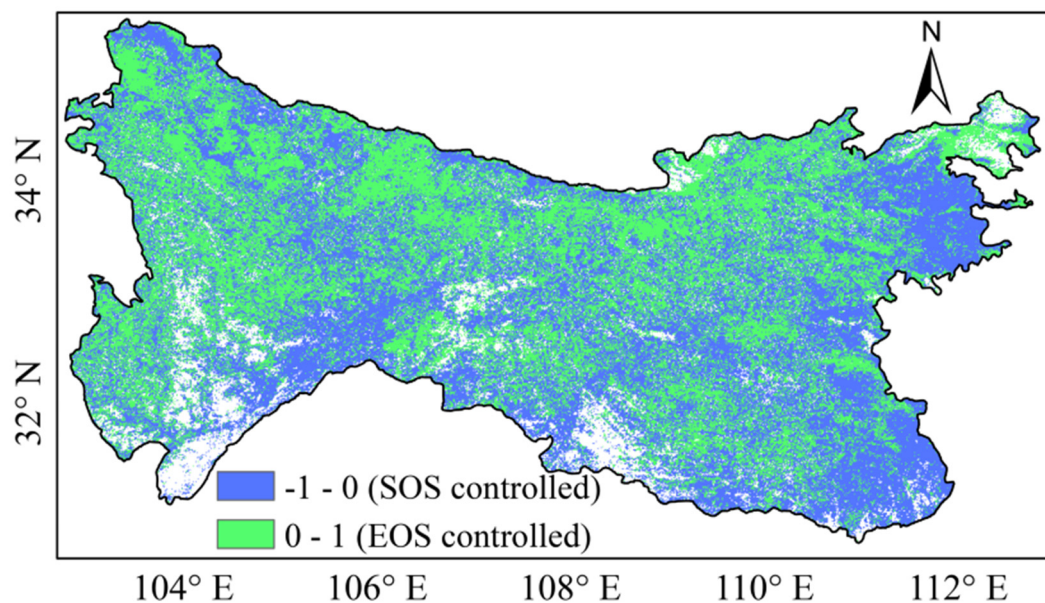 N
34° N
32° N
-1 - 0 (SOS controlled)
0 - 1 (EOS controlled)
104° E 106° E 108° E 110° E 112° E